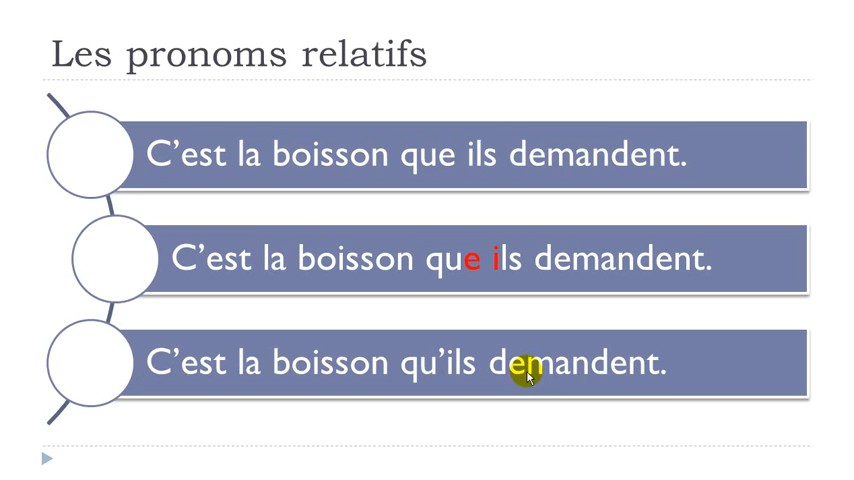 Les pronoms relatifs
C’est la boisson que ils demandent.
C’est la boisson que ils demandent.
C’est la boisson qu’ils demandent.